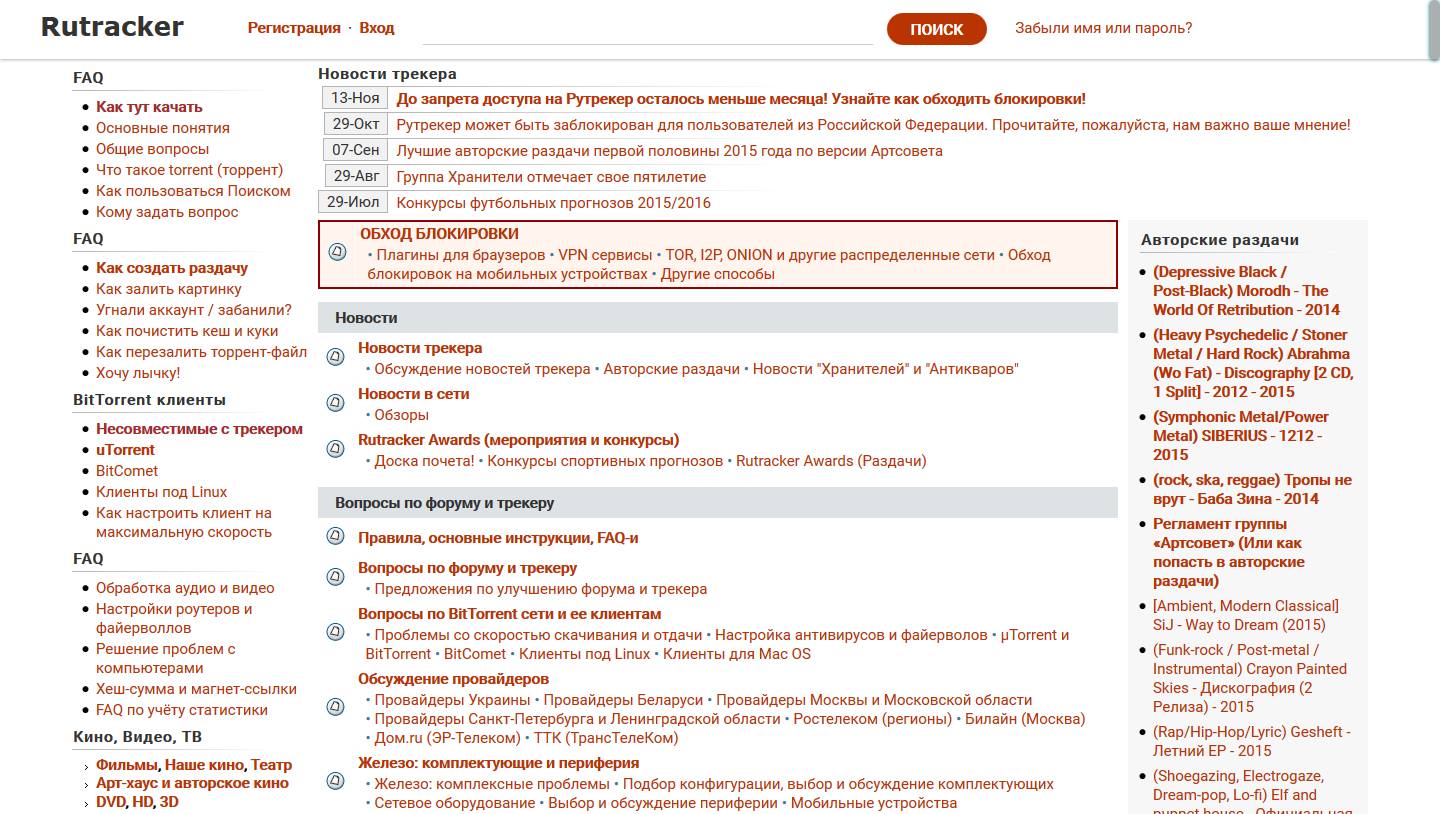 Rutracker
Регистрация · Вход
поиск
Забыли имя или пароль?
FAQ
Как тут качать
Основные понятия
Общие вопросы
Что такое torrent (торрент)
Как пользоваться Поиском
Кому задать вопрос
FAQ
Как создать раздачу
Как залить картинку
Угнали аккаунт / забанили?
Как почистить кеш и куки
Как перезалить торрент-файл
Хочу лычку!
BitTorrent клиенты
Несовместимые с трекером
uTorrent
BitComet
Клиенты под Linux
Как настроить клиент на
максимальную скорость
FAQ
Обработка аудио и видео
Настройки роутеров и
файерволлов
Решение проблем с
компьютерами
Хеш-сумма и магнет-ссылки
FAQ по учёту статистики
Кино, Видео, ТВ
Фильмы, Наше кино, Театр
Арт-хаус и авторское кино
DVD, HD, 3D
Новости трекера
13-Ноя До запрета доступа на Рутрекер осталось меньше месяца! Узнайте как обходить блокировки!
29-Окт Рутрекер может быть заблокирован для пользователей из Российской Федерации. Прочитайте, пожалуйста, нам важно ваше мнение!
07-Сен Лучшие авторские раздачи первой половины 2015 года по версии Артсовета
29-Авг Группа Хранители отмечает свое пятилетие
29-Июл Конкурсы футбольных прогнозов 2015/2016
ОБХОД БЛОКИРОВКИ
• Плагины для браузеров • VPN сервисы • TOR, I2P, ONION и другие распределенные сети • Обход
блокировок на мобильных устройствах • Другие способы
Новости
Новости трекера
• Обсуждение новостей трекера • Авторские раздачи • Новости "Хранителей" и "Антикваров"
Новости в сети
• Обзоры
Rutracker Awards (мероприятия и конкурсы)
• Доска почета! • Конкурсы спортивных прогнозов • Rutracker Awards (Раздачи)
Вопросы по форуму и трекеру
Правила, основные инструкции, FAQ-и
Вопросы по форуму и трекеру
• Предложения по улучшению форума и трекера
Вопросы по BitTorrent сети и ее клиентам
• Проблемы со скоростью скачивания и отдачи • Настройка антивирусов и файерволов • µTorrent и
BitTorrent • BitComet • Клиенты под Linux • Клиенты для Mac OS
Обсуждение провайдеров
• Провайдеры Украины • Провайдеры Беларуси • Провайдеры Москвы и Московской области
• Провайдеры Санкт-Петербурга и Ленинградской области • Ростелеком (регионы) • Билайн (Москва)
• Дом.ru (ЭР-Телеком) • ТТК (ТрансТелеКом)
Железо: комплектующие и периферия
• Железо: комплексные проблемы • Подбор конфигурации, выбор и обсуждение комплектующих
• Сетевое оборудование • Выбор и обсуждение периферии • Мобильные устройства
Авторские раздачи
(Depressive Black /
Post-Black) Morodh - The
World Of Retribution - 2014
(Heavy Psychedelic / Stoner
Metal / Hard Rock) Abrahma
(Wo Fat) - Discography [2 CD,
1 Split] - 2012 - 2015
(Symphonic Metal/Power
Metal) SIBERIUS - 1212 -
2015
(rock, ska, reggae) Тропы не
врут - Баба Зина - 2014
Регламент группы
«Артсовет» (Или как
попасть в авторские
раздачи)
[Ambient, Modern Classical]
SiJ - Way to Dream (2015)
(Funk-rock / Post-metal /
Instrumental) Crayon Painted
Skies - Дискография (2
Релиза) - 2015
(Rap/Hip-Hop/Lyric) Gesheft -
Летний EP - 2015
(Shoegazing, Electrogaze,
Dream-pop, Lo-fi) Elf and
puppet house - Официальная